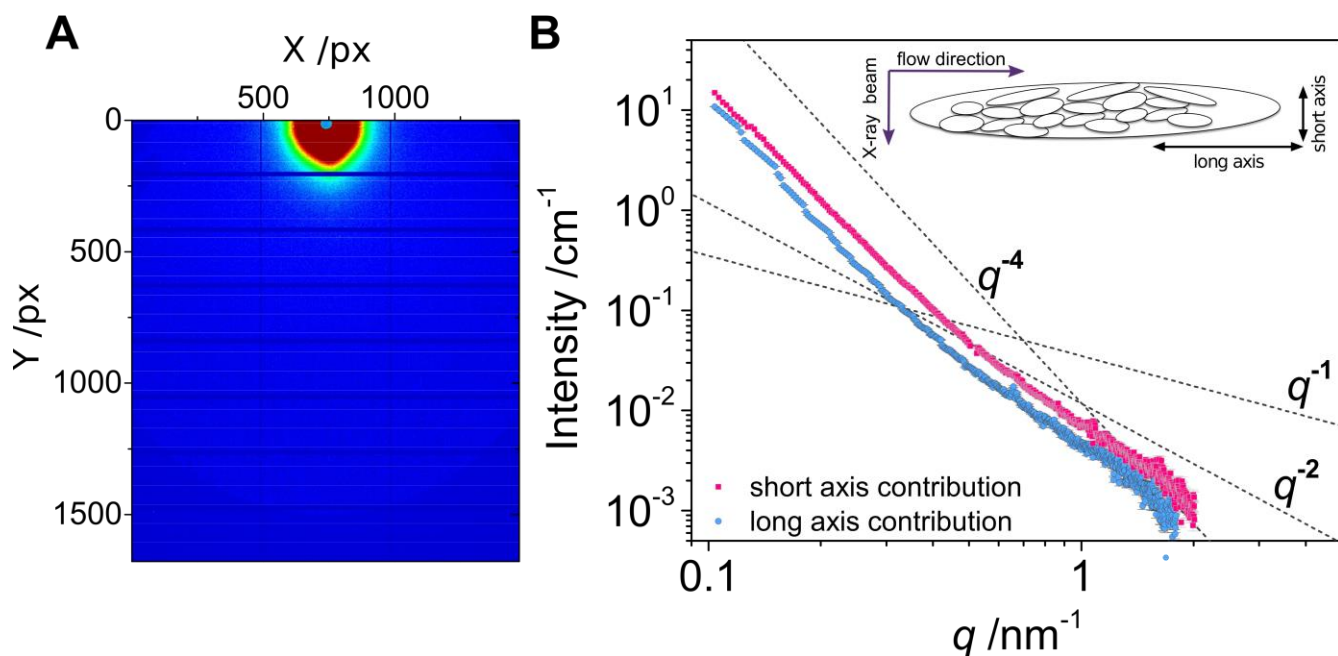 A
X /px
500 1000
0
500
1000
1500
Y /px
B
flow direction
X-ray beam
short axis
long axis
10¹
10⁰
10⁻¹
10⁻²
10⁻³
Intensity /cm⁻¹
q⁻⁴
q⁻¹
q⁻²
short axis contribution
long axis contribution
0.1 1
q /nm⁻¹